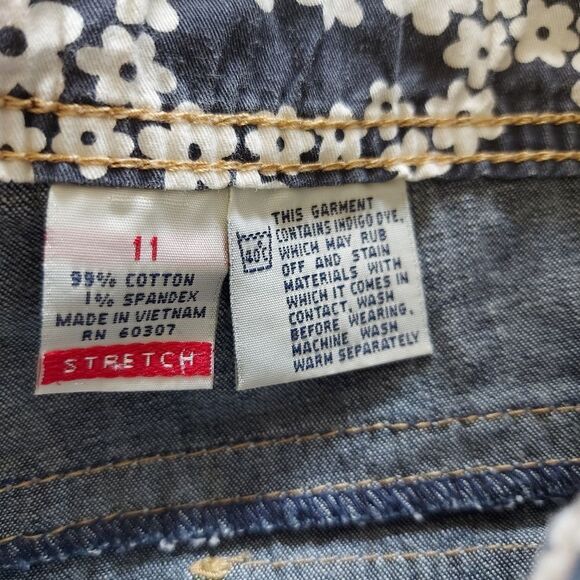 11
99% COTTON
1% SPANDEX
MADE IN VIETNAM
RN 60307
STRETCH
40°C
THIS GARMENT
CONTAINS INDIGO DYE,
WHICH MAY RUB
OFF AND STAIN
MATERIALS WITH
WHICH IT COMES IN
CONTACT, WASH
BEFORE WEARING.
MACHINE WASH
WARM SEPARATELY